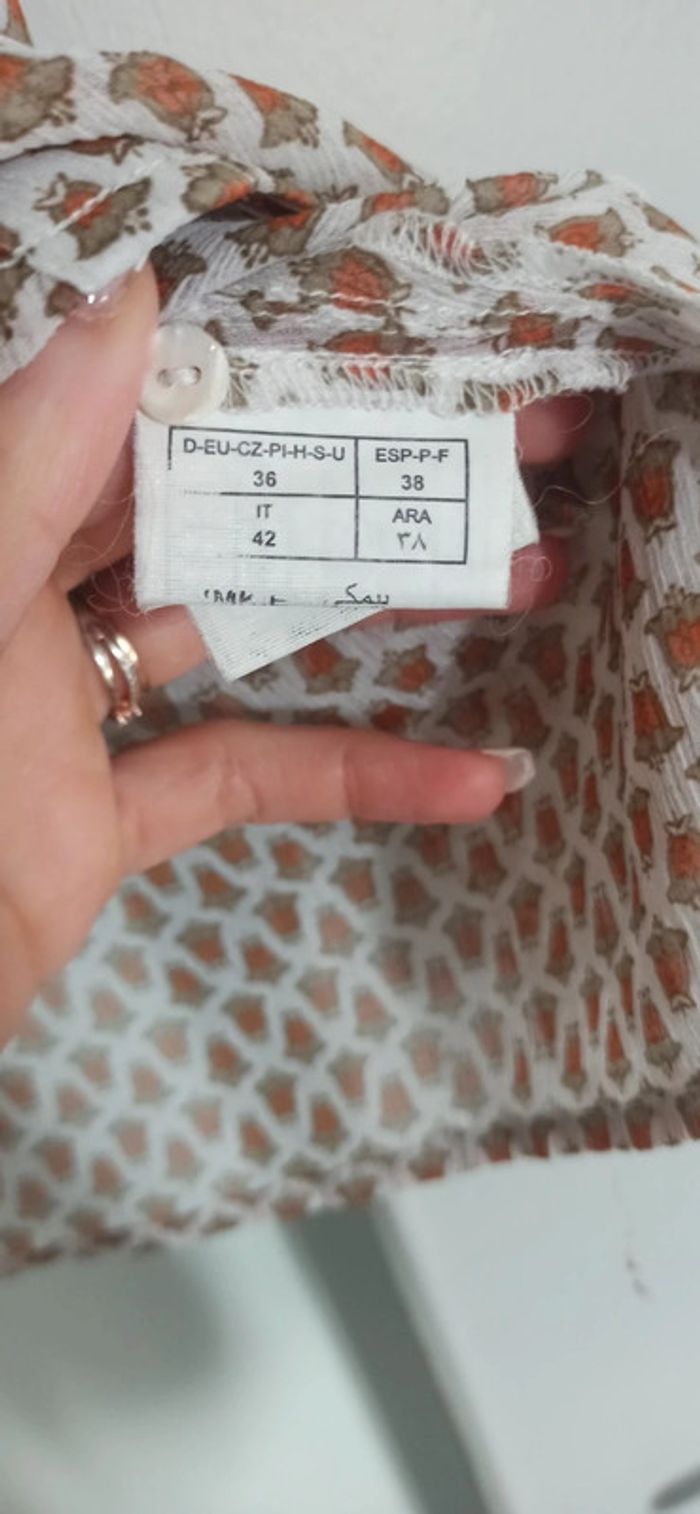 D-EU-CZ-PI-H-S-U ESP-P-F
36 38
IT ARA
42 ٣٨